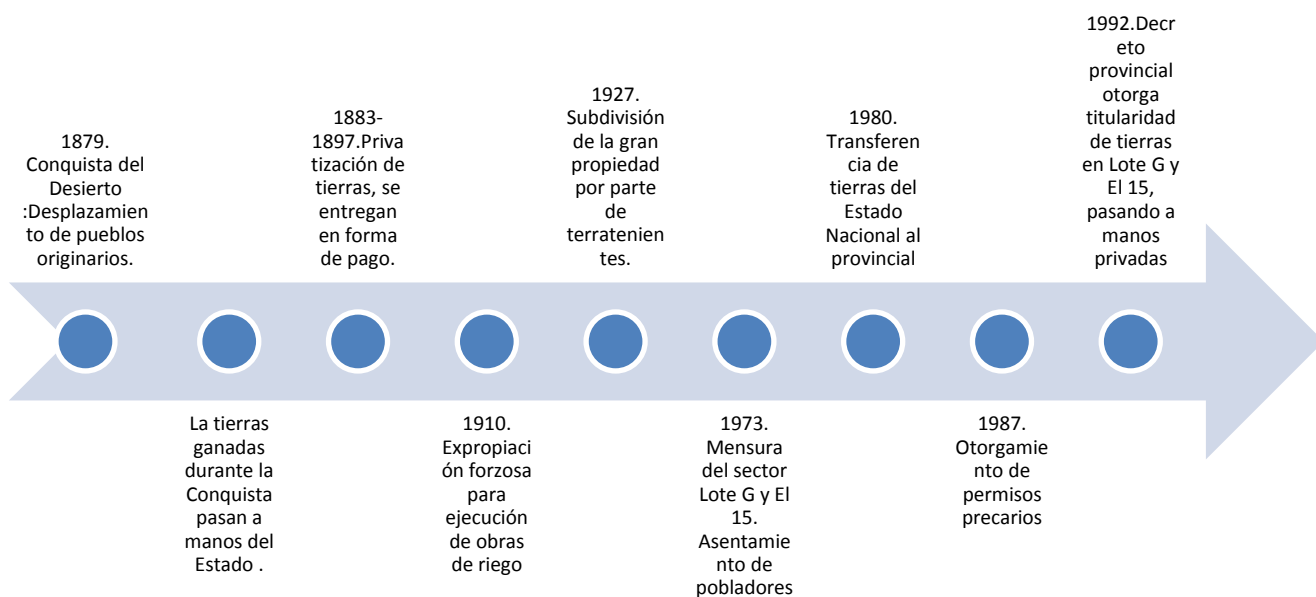 1879.
Conquista del
Desierto
:Desplazamien
to de pueblos
originarios.
La tierras
ganadas
durante la
Conquista
pasan a
manos del
Estado .
1883-
1897.Priva
tización de
tierras, se
entregan
en forma
de pago.
1910.
Expropiaci
ón forzosa
para
ejecución
de obras
de riego
1927.
Subdivisión
de la gran
propiedad
por parte
de
terratenien
tes.
1973.
Mensura
del sector
Lote G y El
15.
Asentamie
nto de
pobladores
1980.
Transferen
cia de
tierras del
Estado
Nacional al
provincial
1987.
Otorgamie
nto de
permisos
precarios
1992.Decr
eto
provincial
otorga
titularidad
de tierras
en Lote G y
El 15,
pasando a
manos
privadas